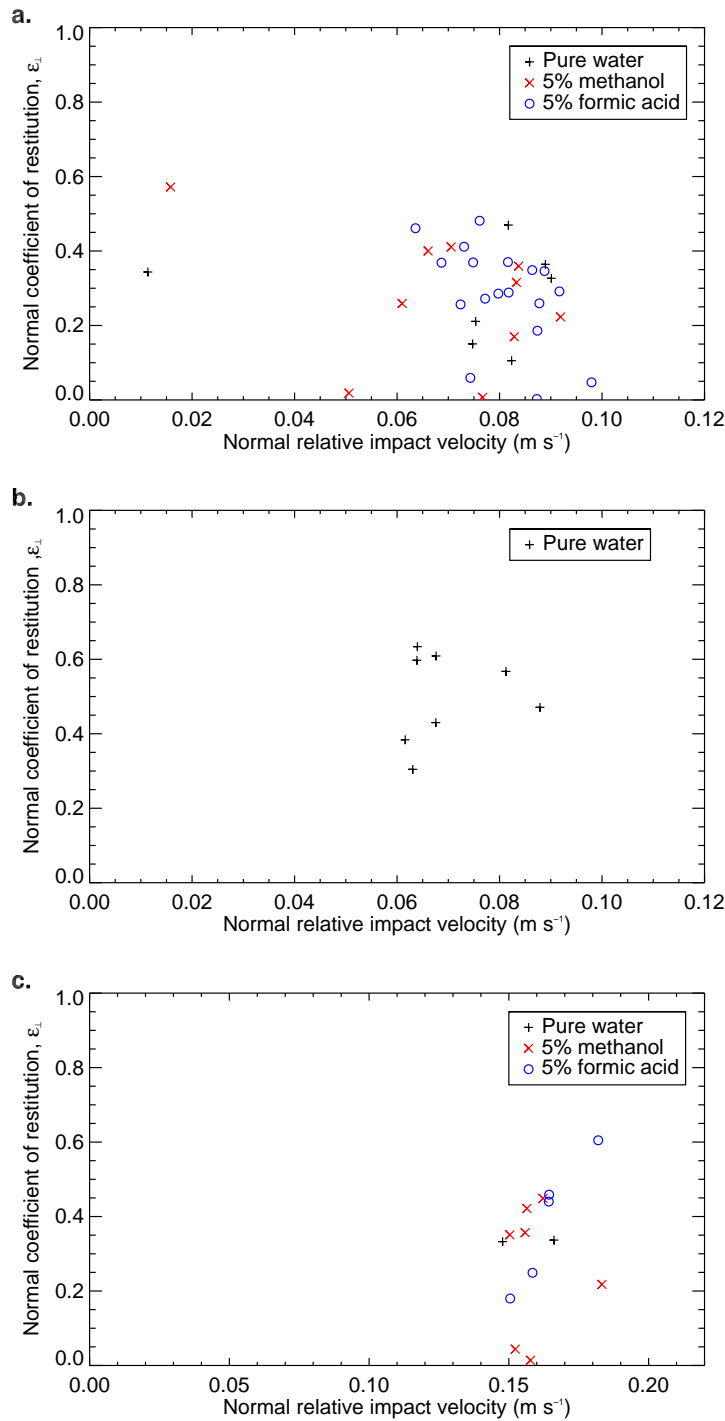 a.
Normal coefficient of restitution, ε⊥
1.0
0.8
0.6
0.4
0.2
0.0
Pure water
5% methanol
5% formic acid
0.00 0.02 0.04 0.06 0.08 0.10 0.12
Normal relative impact velocity (m s⁻¹)
b.
Normal coefficient of restitution ,ε⊥
1.0
0.8
0.6
0.4
0.2
0.0
Pure water
0.00 0.02 0.04 0.06 0.08 0.10 0.12
Normal relative impact velocity (m s⁻¹)
c.
Normal coefficient of restitution, ε⊥
1.0
0.8
0.6
0.4
0.2
0.0
Pure water
5% methanol
5% formic acid
0.00 0.05 0.10 0.15 0.20
Normal relative impact velocity (m s⁻¹)